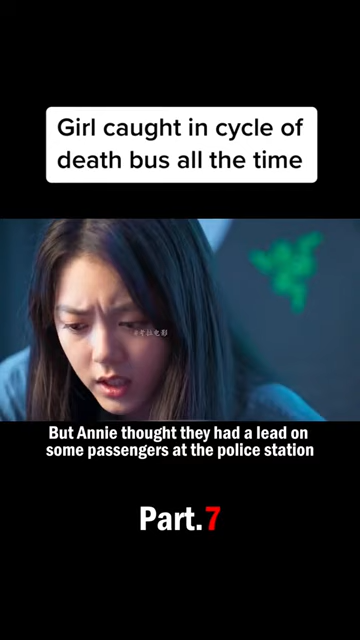 Girl caught in cycle of
death bus all the time
But Annie thought they had a lead on
some passengers at the police station
Part.7